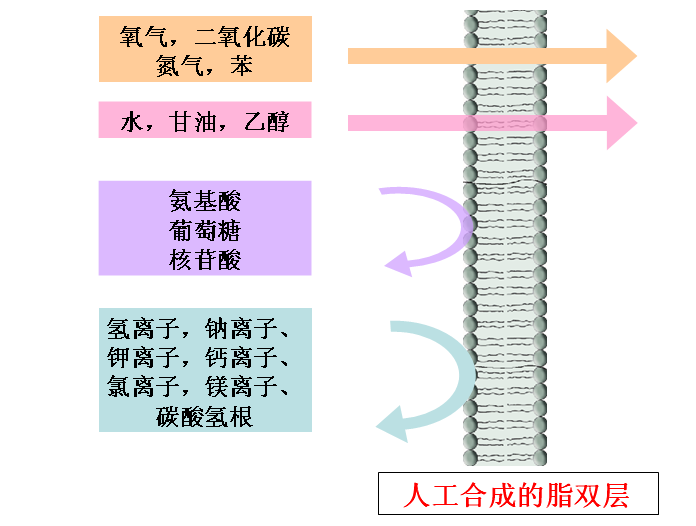 氧气，二氧化碳
氮气，苯
水，甘油，乙醇
氨基酸
葡萄糖
核苷酸
氢离子，钠离子、
钾离子，钙离子、
氯离子，镁离子、
碳酸氢根
人工合成的脂双层